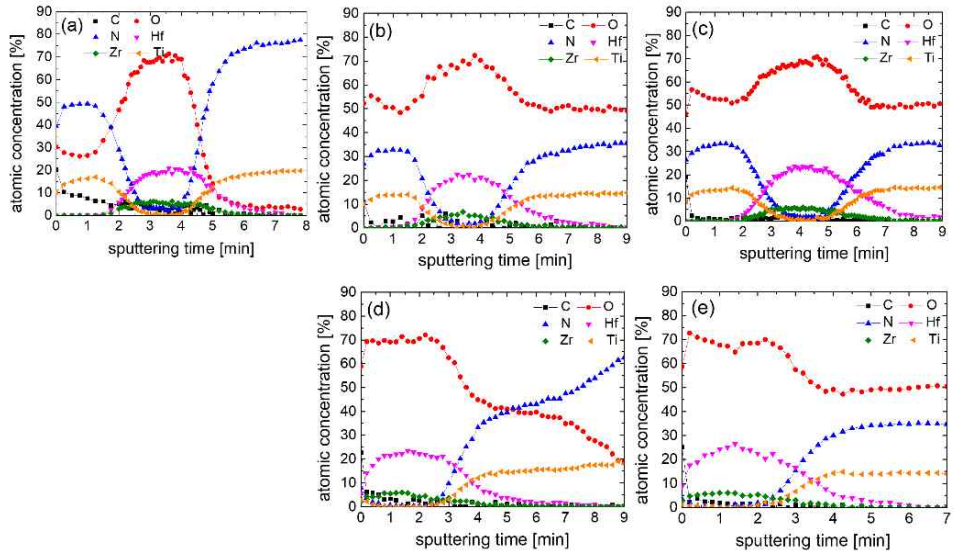 (a)
C O
N Hf
Zr Ti
atomic concentration [%]
90
80
70
60
50
40
30
20
10
0
0 1 2 3 4 5 6 7 8
sputtering time [min]
(b)
C O
N Hf
Zr Ti
atomic concentration [%]
90
80
70
60
50
40
30
20
10
0
0 1 2 3 4 5 6 7 8 9
sputtering time [min]
(c)
C O
N Hf
Zr Ti
atomic concentration [%]
90
80
70
60
50
40
30
20
10
0
0 1 2 3 4 5 6 7 8 9
sputtering time [min]
(d)
C O
N Hf
Zr Ti
atomic concentration [%]
90
80
70
60
50
40
30
20
10
0
0 1 2 3 4 5 6 7 8 9
sputtering time [min]
(e)
C O
N Hf
Zr Ti
atomic concentration [%]
90
80
70
60
50
40
30
20
10
0
0 1 2 3 4 5 6 7
sputtering time [min]